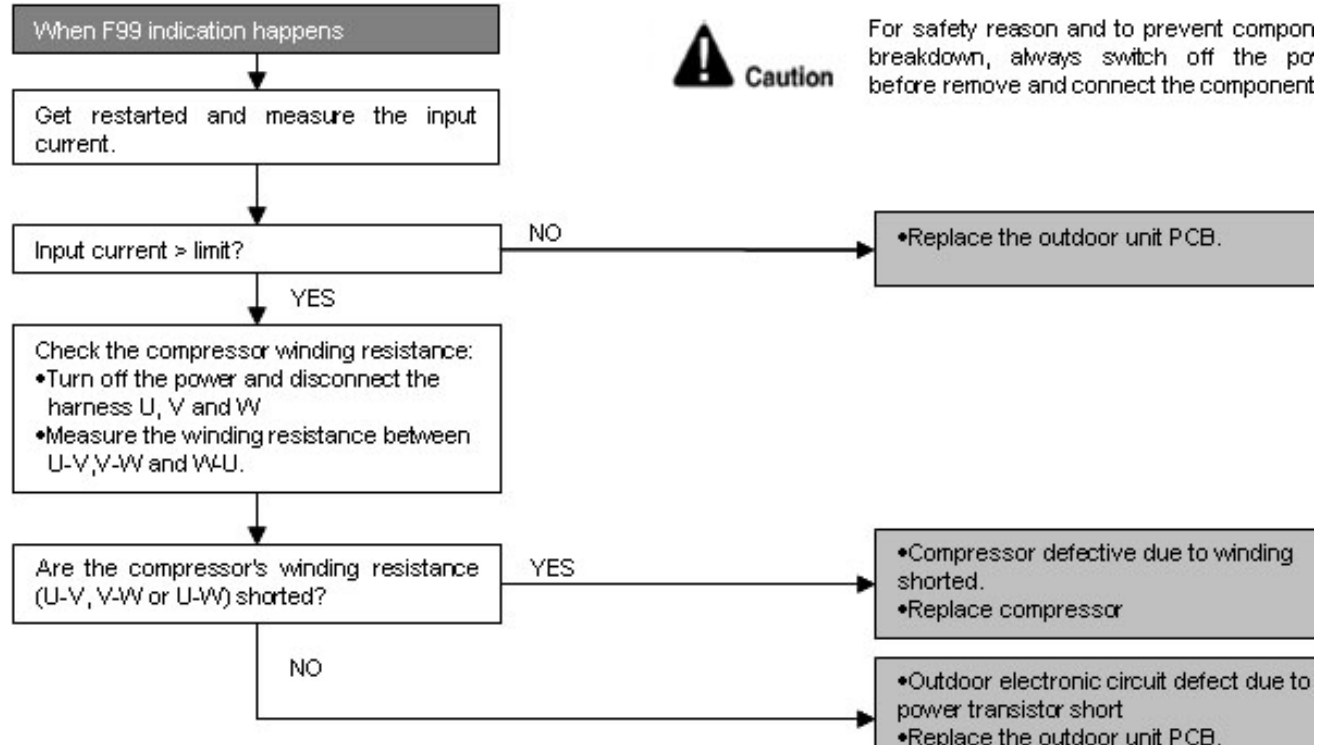 When F99 indication happens
Caution
For safety reason and to prevent compon
breakdown, always switch off the po
before remove and connect the component
Get restarted and measure the input
current.
Input current > limit?
NO
•Replace the outdoor unit PCB.
YES
Check the compressor winding resistance:
•Turn off the power and disconnect the
harness U, V and W
•Measure the winding resistance between
U-V,V-W and W-U.
Are the compressor's winding resistance
(U-V, V-W or U-W) shorted?
YES
•Compressor defective due to winding
shorted.
•Replace compressor
NO
•Outdoor electronic circuit defect due to
power transistor short
•Replace the outdoor unit PCB.